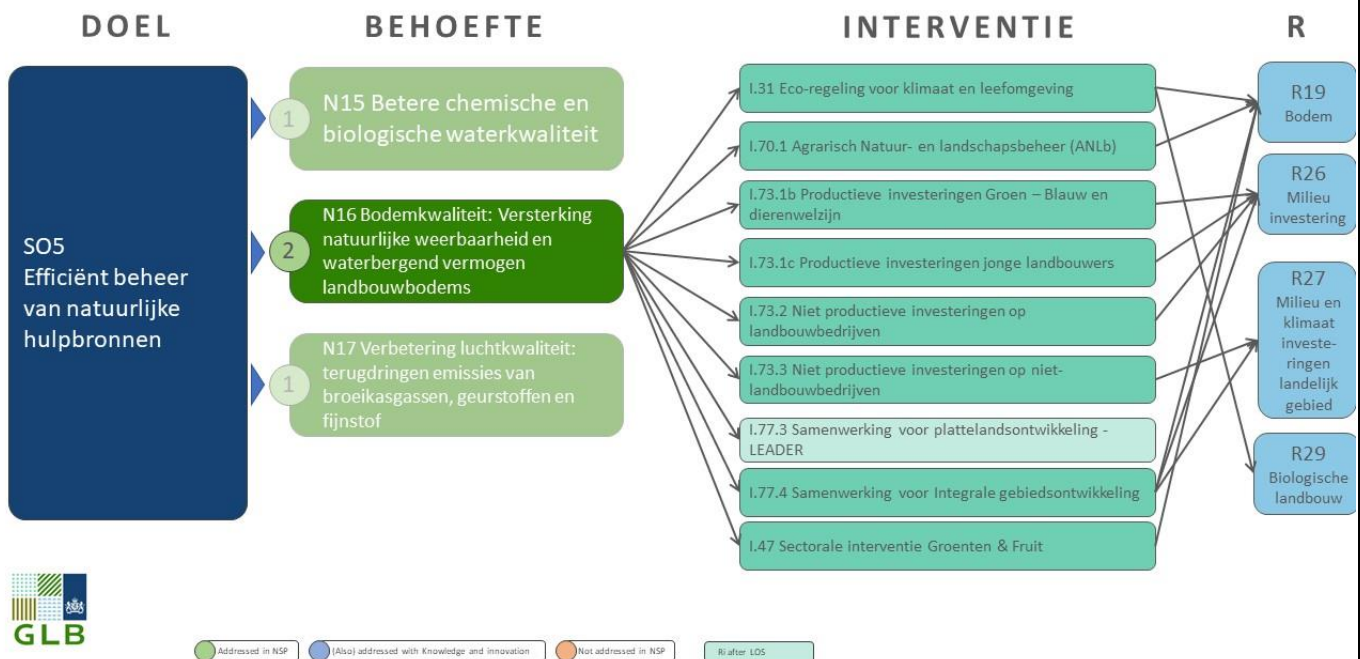 DOEL
BEHOEFTE
INTERVENTIE
R
SO5
Efficiënt beheer
van natuurlijke
hulpbronnen
1
N15 Betere chemische en
biologische waterkwaliteit
2
N16 Bodemkwaliteit: Versterking
natuurlijke weerbaarheid en
waterbergend vermogen
landbouwbodems
1
N17 Verbetering luchtkwaliteit:
terugdringen emissies van
broeikasgassen, geurstoffen en
fijnstof
I.31 Eco-regeling voor klimaat en leefomgeving
I.70.1 Agrarisch Natuur- en landschapsbeheer (ANLb)
I.73.1b Productieve investeringen Groen – Blauw en
dierenwelzijn
I.73.1c Productieve investeringen jonge landbouwers
I.73.2 Niet productieve investeringen op
landbouwbedrijven
I.73.3 Niet productieve investeringen op niet-
landbouwbedrijven
I.77.3 Samenwerking voor plattelandsontwikkeling -
LEADER
I.77.4 Samenwerking voor Integrale gebiedsontwikkeling
I.47 Sectorale interventie Groenten & Fruit
R19
Bodem
R26
Milieu
investering
R27
Milieu en
klimaat
investe-
ringen
landelijk
gebied
R29
Biologische
landbouw
GLB
Addressed in NSP
(Also) addressed with Knowledge and innovation
Not addressed in NSP
Ri after LOS